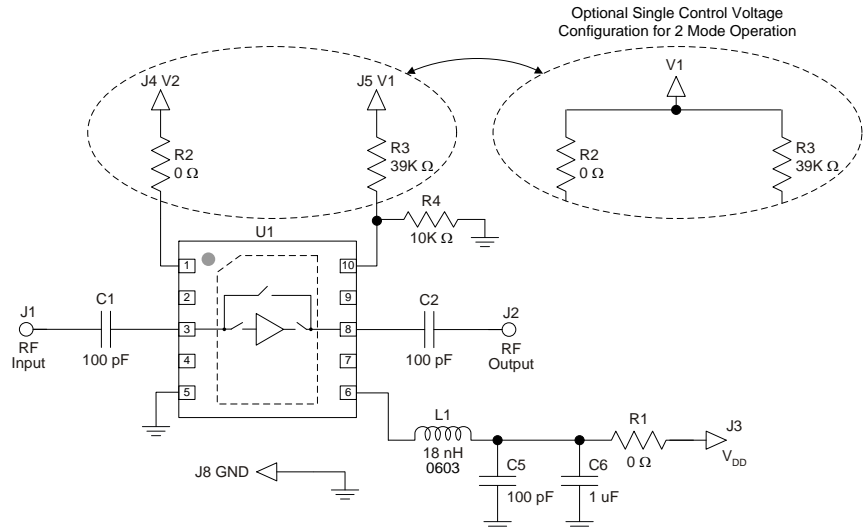 Optional Single Control Voltage
Configuration for 2 Mode Operation
J4 V2
J5 V1
V1
R2
0 Ω
R3
39K Ω
R2
0 Ω
R3
39K Ω
R4
10K Ω
U1
1
10
2
9
J1
C1
3
8
C2
J2
RF
Input
100 pF
4
7
100 pF
RF
Output
5
6
L1
18 nH
0603
R1
0 Ω
J3
VDD
J8 GND
C5
100 pF
C6
1 uF